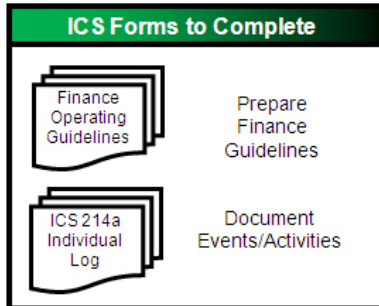 ICS Forms to Complete
Finance
Operating
Guidelines
Prepare
Finance
Guidelines
ICS 214a
Individual
Log
Document
Events/Activities